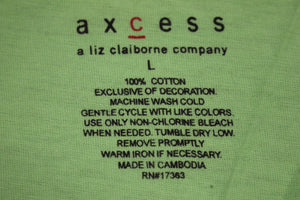 axcess
a liz claiborne company
L
100% COTTON
EXCLUSIVE OF DECORATION.
MACHINE WASH COLD
GENTLE CYCLE WITH LIKE COLORS.
USE ONLY NON-CHLORINE BLEACH
WHEN NEEDED. TUMBLE DRY LOW.
REMOVE PROMPTLY
WARM IRON IF NECESSARY.
MADE IN CAMBODIA
RN#17363